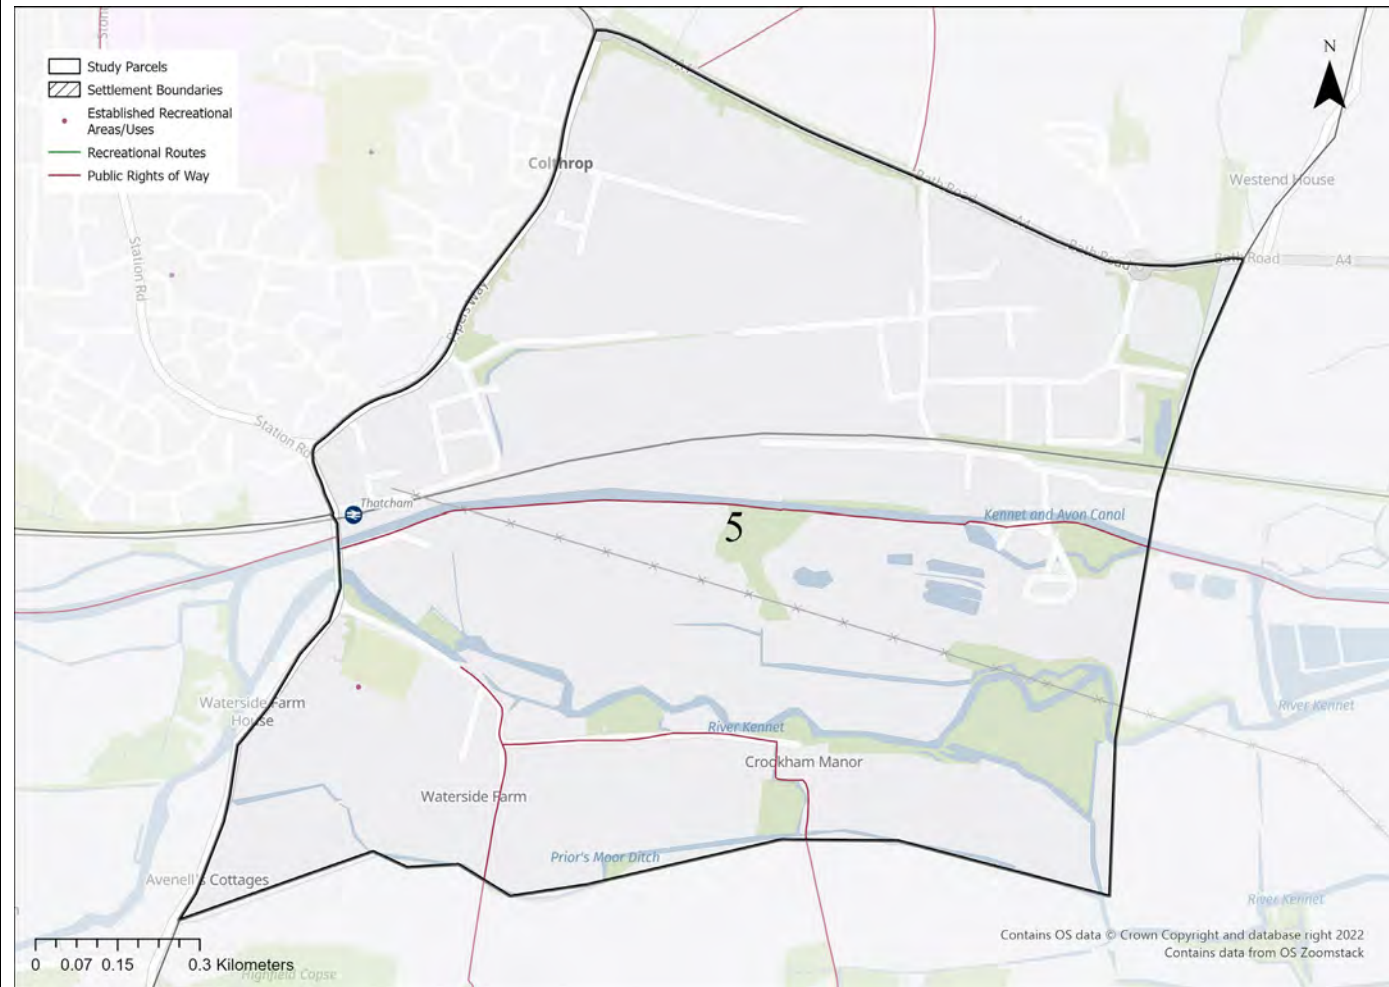 Study Parcels
Settlement Boundaries
Established Recreational
Areas/Uses
Recreational Routes
Public Rights of Way
N
A4
Colthrop
Bath Road
A4
Bath Road
Westend House
Bath Road
A4
Station Rd
Pipers Way
Station Rd
Thatcham
5
Kennet and Avon Canal
Waterside Farm
House
River Kennet
River Kennet
Crookham Manor
Waterside Farm
Prior's Moor Ditch
Avenell's Cottages
River Kennet
Contains OS data © Crown Copyright and database right 2022
Contains data from OS Zoomstack
0 0.07 0.15 0.3 Kilometers
Highfield Copse